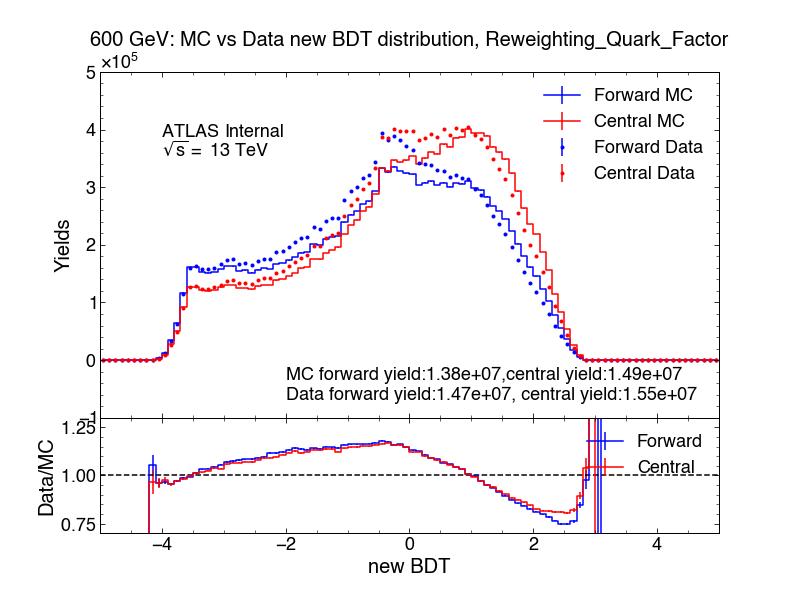 600 GeV: MC vs Data new BDT distribution, Reweighting_Quark_Factor
×10⁵
5
4
3
2
1
0
−1
Yields
ATLAS Internal
√s = 13 TeV
Forward MC
Central MC
Forward Data
Central Data
MC forward yield:1.38e+07,central yield:1.49e+07
Data forward yield:1.47e+07, central yield:1.55e+07
1.25
1.00
0.75
Data/MC
Forward
Central
−4 −2 0 2 4
new BDT